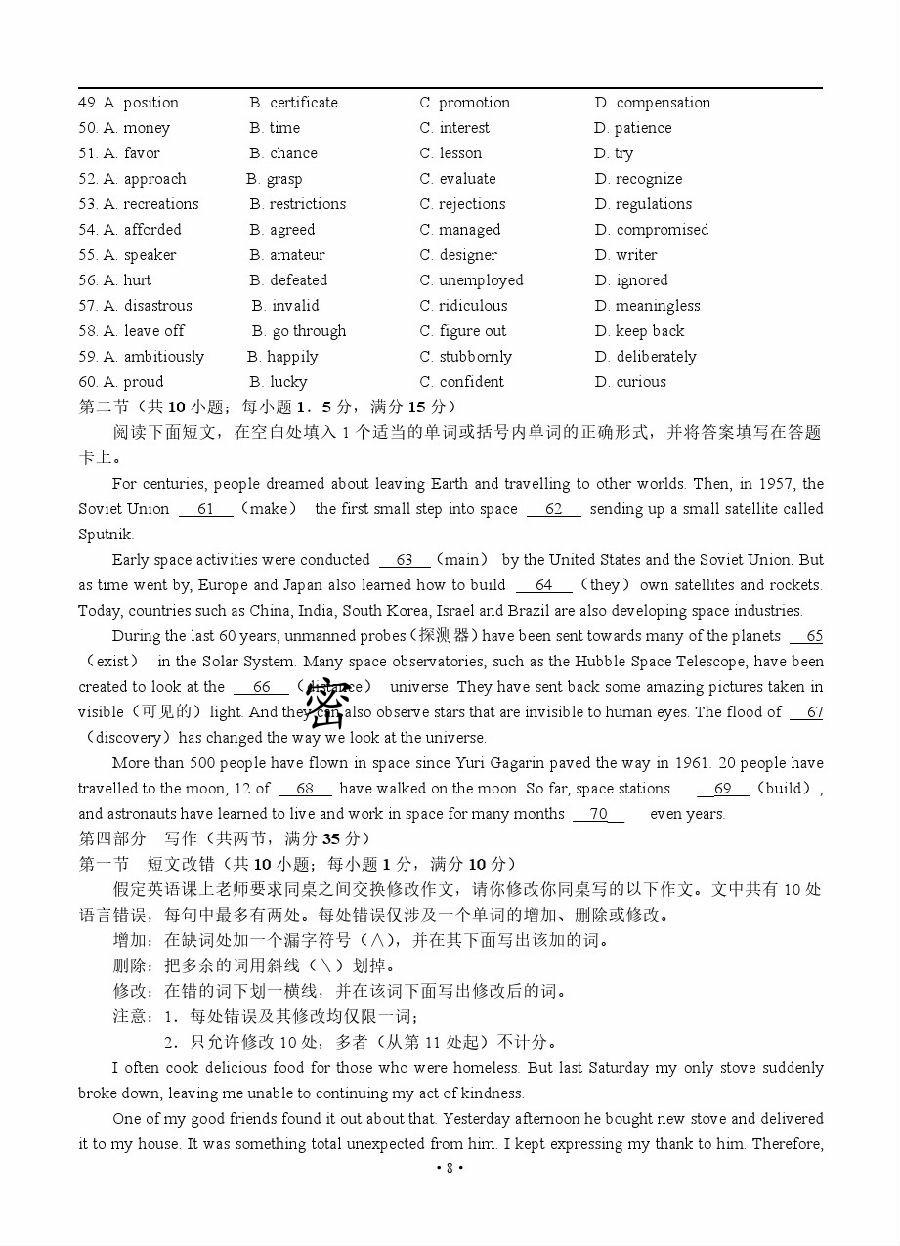 49. A. position B. certificate C. promotion D. compensation
50. A. money B. time C. interest D. patience
51. A. favor B. chance C. lesson D. try
52. A. approach B. grasp C. evaluate D. recognize
53. A. recreations B. restrictions C. rejections D. regulations
54. A. afforded B. agreed C. managed D. compromised
55. A. speaker B. amateur C. designer D. writer
56. A. hurt B. defeated C. unemployed D. ignored
57. A. disastrous B. invalid C. ridiculous D. meaningless
58. A. leave off B. go through C. figure out D. keep back
59. A. ambitiously B. happily C. stubbornly D. deliberately
60. A. proud B. lucky C. confident D. curious
第二节（共 10 小题；每小题 1．5 分，满分 15 分）
阅读下面短文，在空白处填入 1 个适当的单词或括号内单词的正确形式，并将答案填写在答题
卡上。
For centuries, people dreamed about leaving Earth and travelling to other worlds. Then, in 1957, the
Soviet Union 61 （make） the first small step into space 62 sending up a small satellite called
Sputnik.
Early space activities were conducted 63 （main） by the United States and the Soviet Union. But
as time went by, Europe and Japan also learned how to build 64 （they）own satellites and rockets.
Today, countries such as China, India, South Korea, Israel and Brazil are also developing space industries.
During the last 60 years, unmanned probes（探测器）have been sent towards many of the planets 65
（exist） in the Solar System. Many space observatories, such as the Hubble Space Telescope, have been
created to look at the 66 （distance） universe. They have sent back some amazing pictures taken in
visible（可见的）light. And they can also observe stars that are invisible to human eyes. The flood of 67
（discovery）has changed the way we look at the universe.
密
More than 500 people have flown in space since Yuri Gagarin paved the way in 1961. 20 people have
travelled to the moon, 12 of 68 have walked on the moon. So far, space stations 69 （build）,
and astronauts have learned to live and work in space for many months 70 even years.
第四部分 写作（共两节，满分 35 分）
第一节 短文改错（共 10 小题；每小题 1 分，满分 10 分）
假定英语课上老师要求同桌之间交换修改作文，请你修改你同桌写的以下作文。文中共有 10 处
语言错误，每句中最多有两处。每处错误仅涉及一个单词的增加、删除或修改。
增加：在缺词处加一个漏字符号（∧），并在其下面写出该加的词。
删除：把多余的词用斜线（\）划掉。
修改：在错的词下划一横线，并在该词下面写出修改后的词。
注意：1．每处错误及其修改均仅限一词；
2．只允许修改 10 处，多者（从第 11 处起）不计分。
I often cook delicious food for those who were homeless. But last Saturday my only stove suddenly
broke down, leaving me unable to continuing my act of kindness.
One of my good friends found it out about that. Yesterday afternoon he bought new stove and delivered
it to my house. It was something total unexpected from him. I kept expressing my thank to him. Therefore,
• 8 •